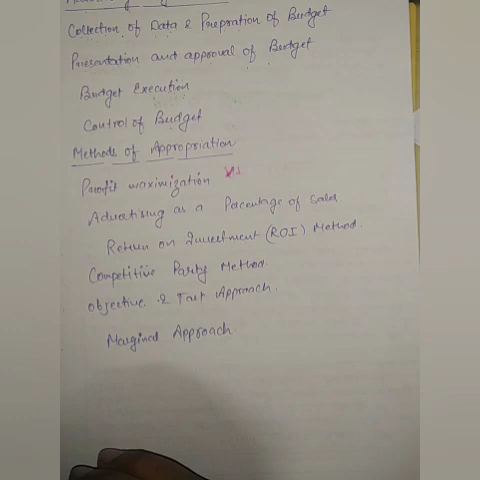 Collection of Data & Prepration of Budget
Presentation and approval of Budget
Budget Execution
Control of Budget
Methods of Appropriation
Profit maximization
Advertising as a Percentage of Sales
Return on Investment (ROI) Method.
Competitive Parity Method.
Objective & Task Approach.
Marginal Approach